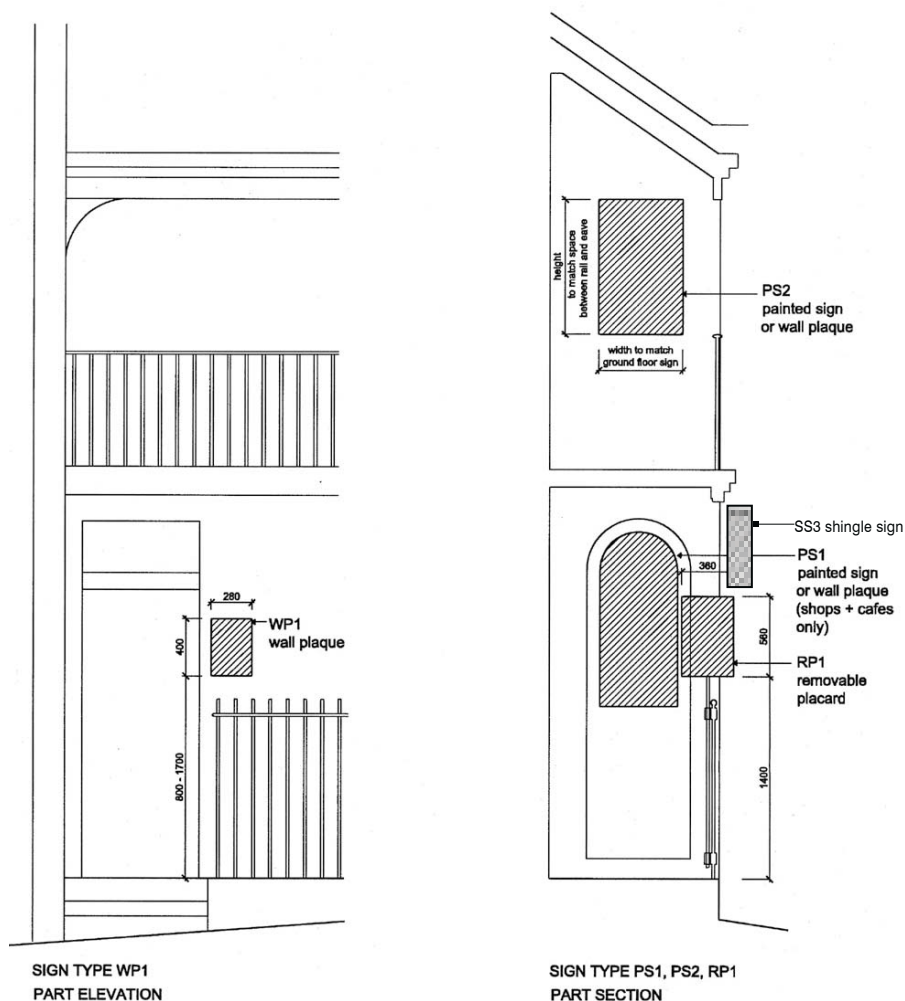 height
to match space
between rail and eave
PS2
painted sign
or wall plaque
width to match
ground floor sign
SS3 shingle sign
PS1
painted sign
or wall plaque
(shops + cafes
only)
360
280
WP1
wall plaque
400
560
RP1
removable
placard
800 - 1700
1400
SIGN TYPE WP1
PART ELEVATION
SIGN TYPE PS1, PS2, RP1
PART SECTION